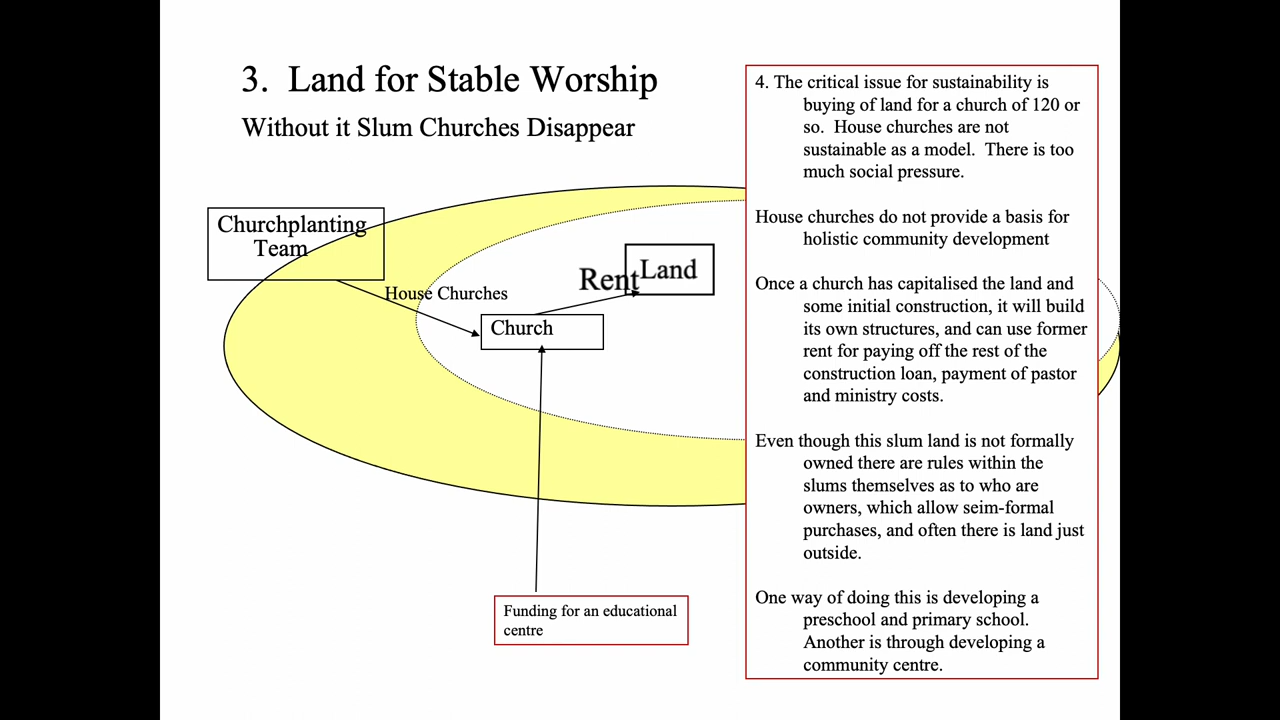 3. Land for Stable Worship
Without it Slum Churches Disappear
Churchplanting
Team
House Churches
Rent
Land
Church
Funding for an educational
centre
4. The critical issue for sustainability is
buying of land for a church of 120 or
so. House churches are not
sustainable as a model. There is too
much social pressure.
House churches do not provide a basis for
holistic community development
Once a church has capitalised the land and
some initial construction, it will build
its own structures, and can use former
rent for paying off the rest of the
construction loan, payment of pastor
and ministry costs.
Even though this slum land is not formally
owned there are rules within the
slums themselves as to who are
owners, which allow seim-formal
purchases, and often there is land just
outside.
One way of doing this is developing a
preschool and primary school.
Another is through developing a
community centre.